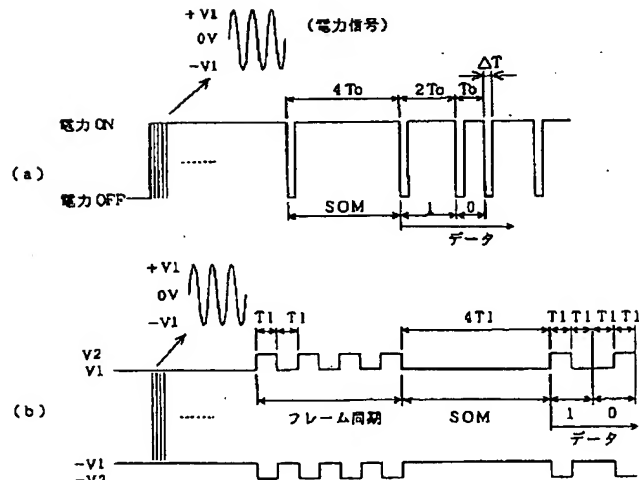 +V1
0V
-V1
(電力信号)
ΔT
4To 2To To
電力ON
(a)
......
電力OFF
SOM 1 0
データ
+V1
0V
-V1
T1 T1 4T1 T1 T1 T1 T1
V2
V1
(b)
......
フレーム同期 SOM 1 0
データ
-V1
-V2